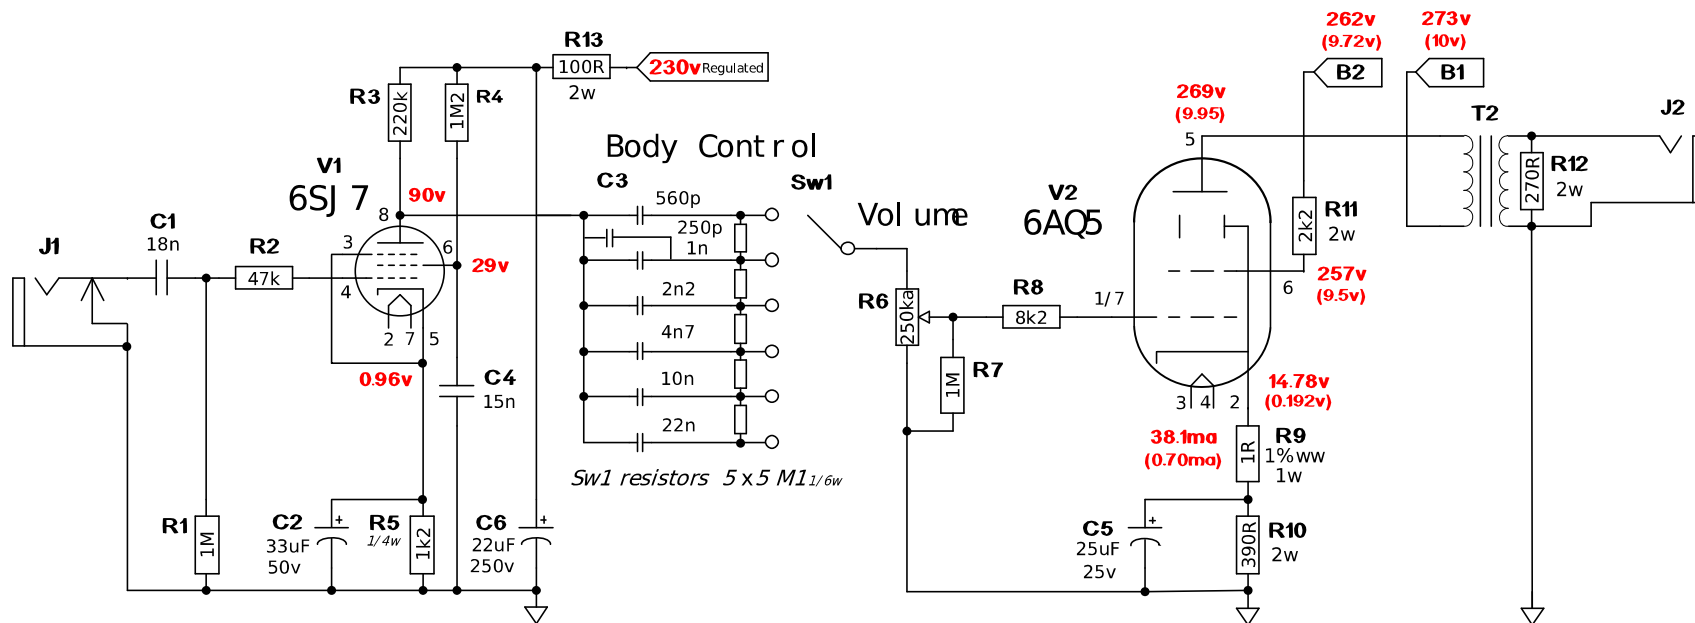 262v
(9.72v)
273v
(10v)
R13
100R
2w
230v Regulated
B2
B1
R3
220k
R4
1M2
269v
(9.95)
5
T2
J2
Body Control
C3
Sw1
V1
6SJ7
90v
8
560p
250p
1n
2n2
4n7
10n
22n
Sw1 resistors 5x5 M1 1/6w
Volume
V2
6AQ5
R11
2k2
2w
R12
270R
2w
J1
C1
18n
R2
47k
3
4
6
29v
2
7
5
0.96v
C4
15n
R6
250ka
R8
8k2
1/7
257v
(9.5v)
6
R7
1M
14.78v
(0.192v)
3
4
2
38.1ma
(0.70ma)
R9
1R
1%ww
1w
R1
1M
C2
33uF
50v
R5
1/4w
1k2
C6
22uF
250v
C5
25uF
25v
R10
390R
2w